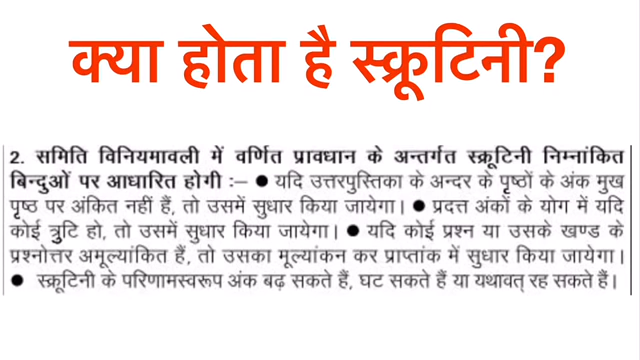 क्या होता है स्क्रूटिनी?
2. समिति विनियमावली में वर्णित प्रावधान के अन्तर्गत स्क्रूटिनी निम्नांकित
बिन्दुओं पर आधारित होगी :– ● यदि उत्तरपुस्तिका के अन्दर के पृष्ठों के अंक मुख
पृष्ठ पर अंकित नहीं हैं, तो उसमें सुधार किया जायेगा। ● प्रदत्त अंकों के योग में यदि
कोई त्रुटि हो, तो उसमें सुधार किया जायेगा। ● यदि कोई प्रश्न या उसके खण्ड के
प्रश्नोत्तर अमूल्यांकित हैं, तो उसका मूल्यांकन कर प्राप्तांक में सुधार किया जायेगा।
● स्क्रूटिनी के परिणामस्वरूप अंक बढ़ सकते हैं, घट सकते हैं या यथावत् रह सकते हैं।